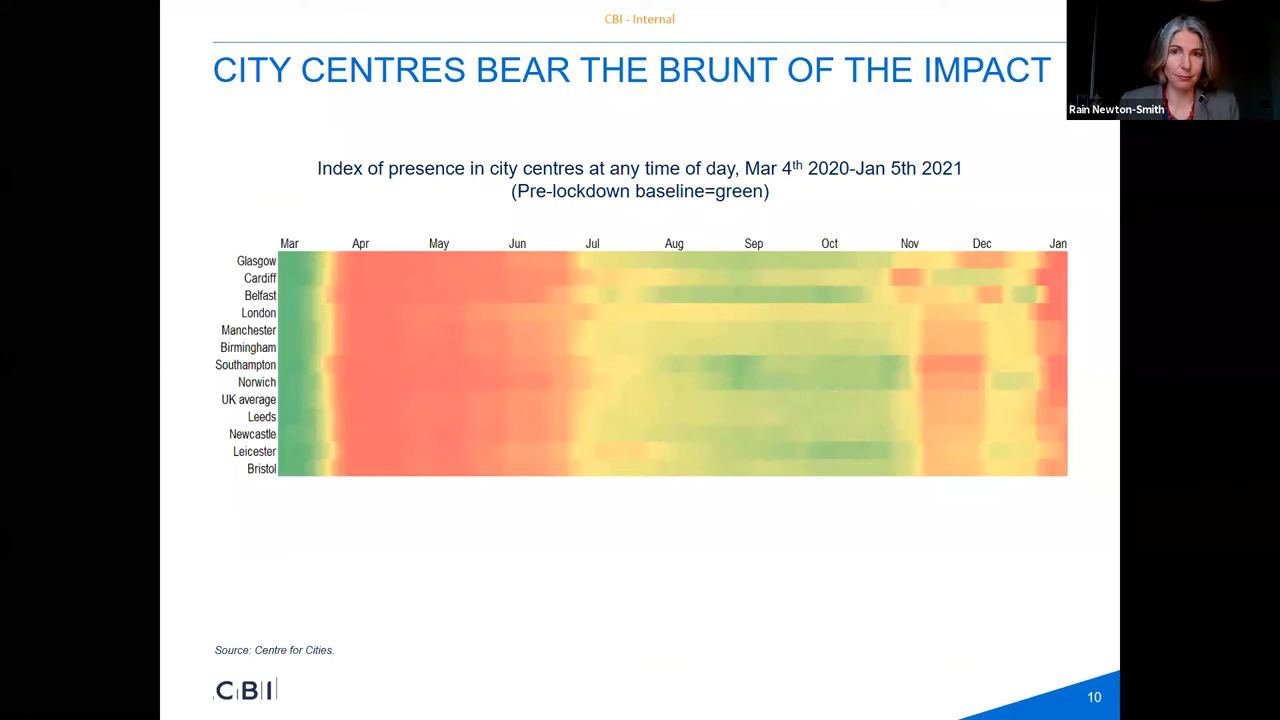 CBI - Internal
CITY CENTRES BEAR THE BRUNT OF THE IMPACT
Rain Newton-Smith
Index of presence in city centres at any time of day, Mar 4th 2020-Jan 5th 2021
(Pre-lockdown baseline=green)
Mar Apr May Jun Jul Aug Sep Oct Nov Dec Jan
Glasgow
Cardiff
Belfast
London
Manchester
Birmingham
Southampton
Norwich
UK average
Leeds
Newcastle
Leicester
Bristol
Source: Centre for Cities.
CBI
10